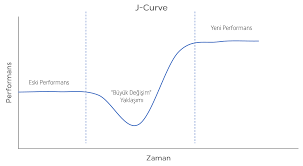 J-Curve
Yeni Performans
Eski Performans
"Büyük Değişim"
Yaklaşımı
Performans
Zaman